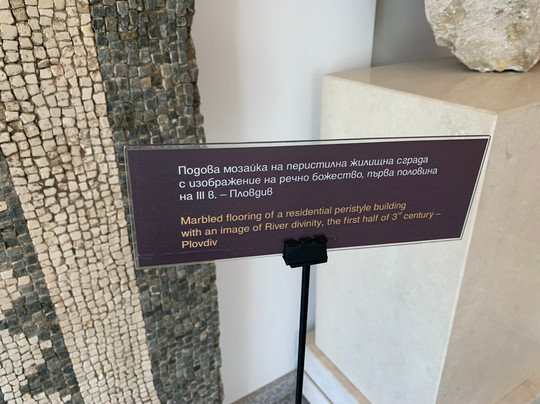 Подова мозайка на перистилна жилищна сграда
с изображение на речно божество, първа половина
на III в. – Пловдив
Marbled flooring of a residential peristyle building
with an image of River divinity, the first half of 3rd century –
Plovdiv